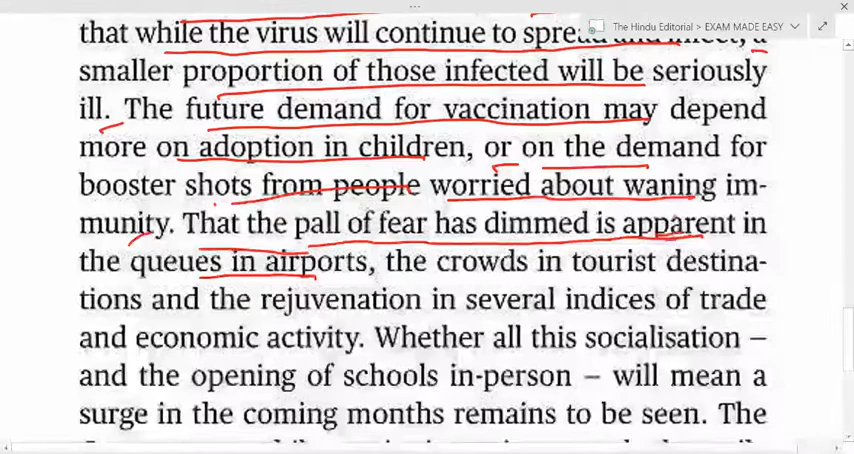 ...
The Hindu Editorial > EXAM MADE EASY
that while the virus will continue to spread and infect, a
smaller proportion of those infected will be seriously
ill. The future demand for vaccination may depend
more on adoption in children, or on the demand for
booster shots from people worried about waning im-
munity. That the pall of fear has dimmed is apparent in
the queues in airports, the crowds in tourist destina-
tions and the rejuvenation in several indices of trade
and economic activity. Whether all this socialisation –
and the opening of schools in-person – will mean a
surge in the coming months remains to be seen. The